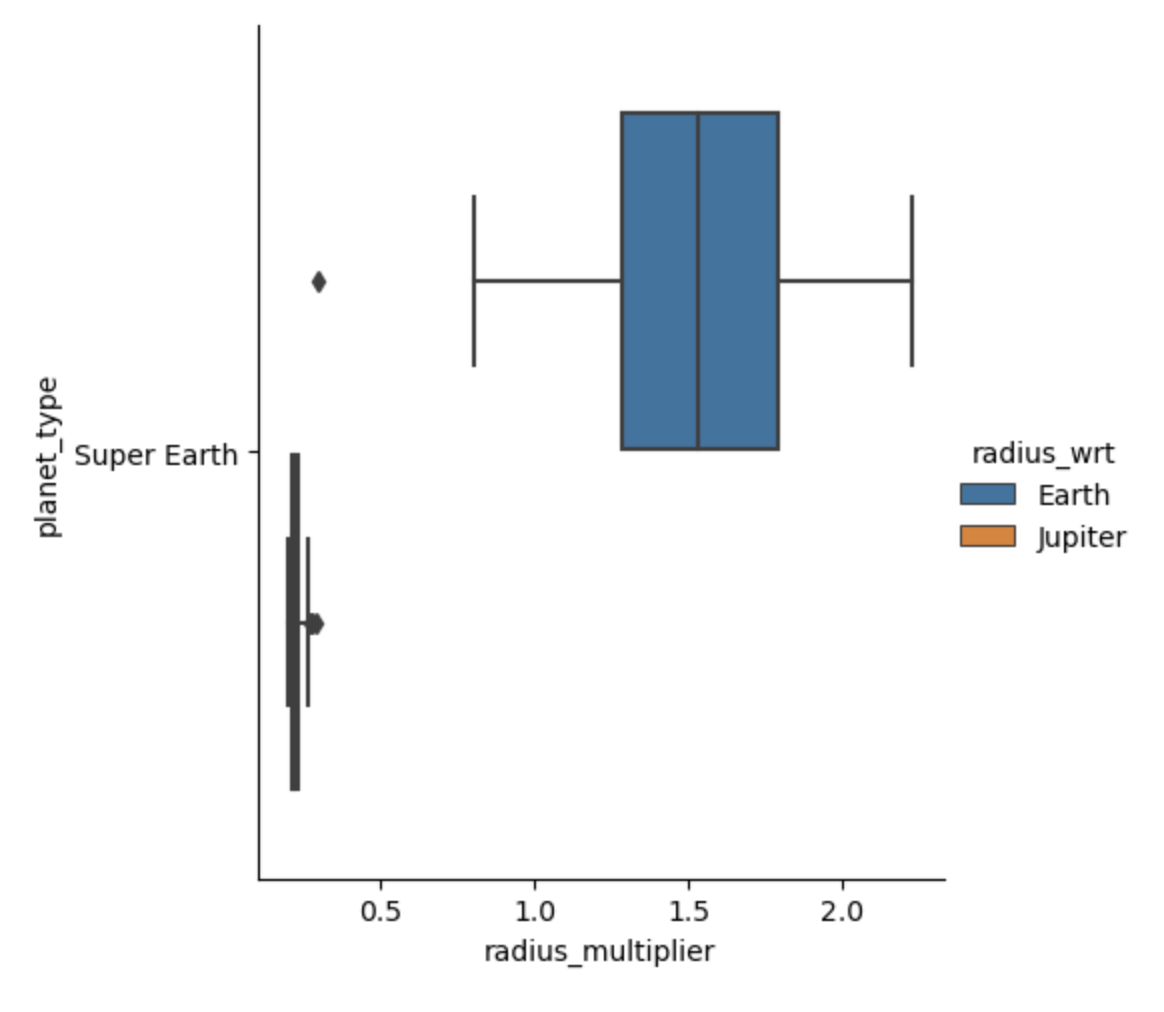 planet_type
Super Earth
radius_wrt
Earth
Jupiter
0.5 1.0 1.5 2.0
radius_multiplier